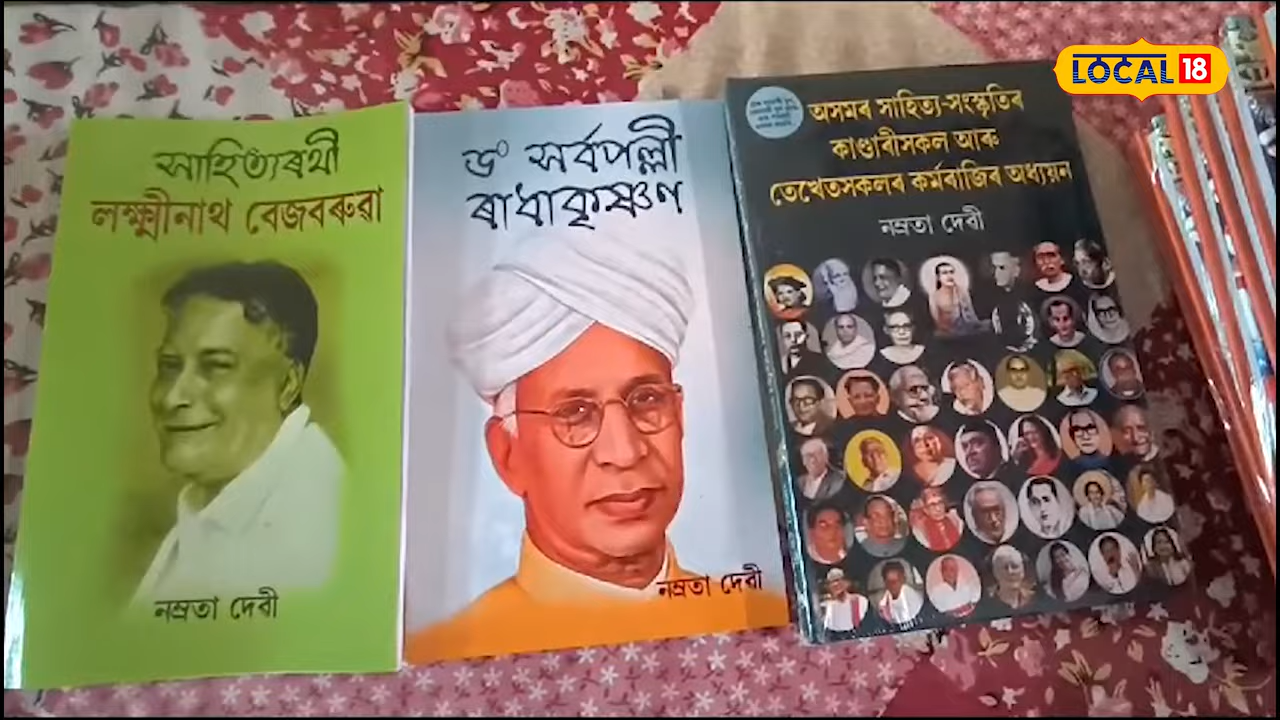 LOCAL 18
সাহিত্যৰথী
লক্ষ্মীনাথ বেজবৰুৱা
নম্ৰতা দেৱী
ড° সৰ্বপল্লী
ৰাধাকৃষ্ণণ
নম্ৰতা দেৱী
অসমৰ সাহিত্য-সংস্কৃতিৰ
কাণ্ডাৰীসকল আৰু
তেখেতসকলৰ কৰ্মৰাজিৰ অধ্যয়ন
নম্ৰতা দেৱী